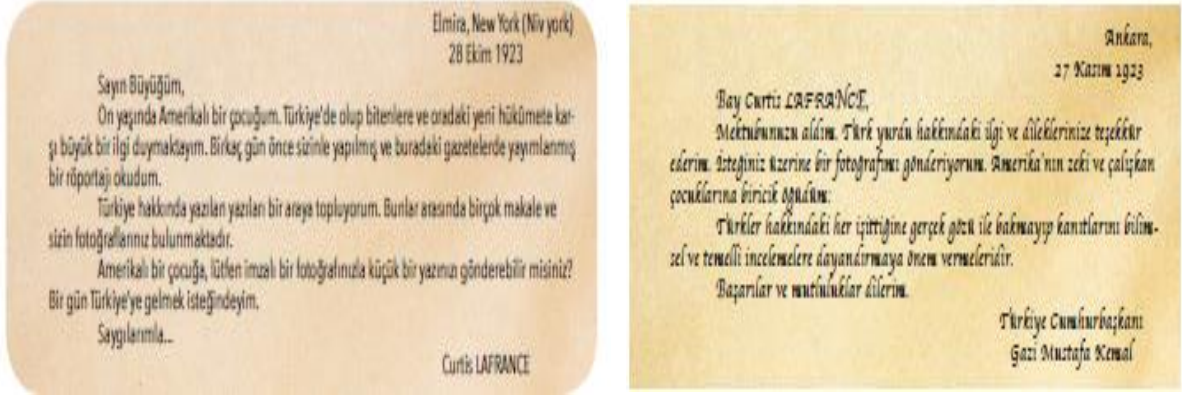 Elmira, New York (Niv york)
28 Ekim 1923
Sayın Büyüğüm,
On yaşında Amerikalı bir çocuğum. Türkiye'de olup bitenlere ve oradaki yeni hükûmete kar-
şı büyük bir ilgi duymaktayım. Birkaç gün önce sizinle yapılmış ve buradaki gazetelerde yayımlanmış
bir röportajı okudum.
Türkiye hakkında yazılan yazıları bir araya topluyorum. Bunlar arasında birçok makale ve
sizin fotoğraflarınız bulunmaktadır.
Amerikalı bir çocuğa, lütfen imzalı bir fotoğrafınızla küçük bir yazınızı gönderebilir misiniz?
Bir gün Türkiye'ye gelmek isteğindeyim.
Saygılarımla...
Curtis LAFRANCE
Ankara,
27 Kasım 1923
Bay Curtis LAFRANCE,
Mektubunuzu aldım. Türk yurdu hakkındaki ilgi ve dileklerinize teşekkür
ederim. İsteğiniz üzerine bir fotoğrafımı gönderiyorum. Amerika'nın zeki ve çalışkan
çocuklarına biricik öğüdüm:
Türkler hakkındaki her işittiğine gerçek gözü ile bakmayıp kanıtlarını bilim-
sel ve temelli incelemelere dayandırmaya önem vermeleridir.
Başarılar ve mutluluklar dilerim.
Türkiye Cumhurbaşkanı
Gazi Mustafa Kemal